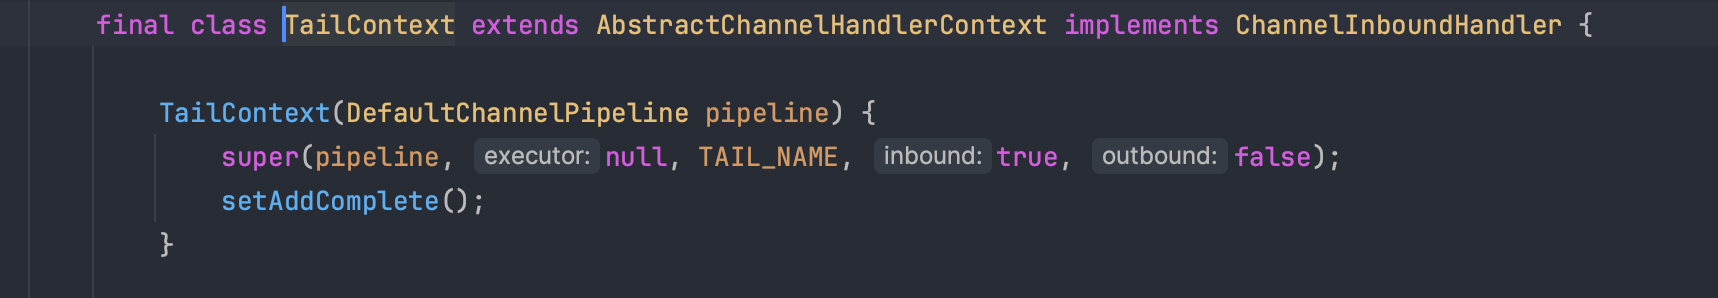 final class TailContext extends AbstractChannelHandlerContext implements ChannelInboundHandler {
TailContext(DefaultChannelPipeline pipeline) {
super(pipeline, executor: null, TAIL_NAME, inbound: true, outbound: false);
setAddComplete();
}